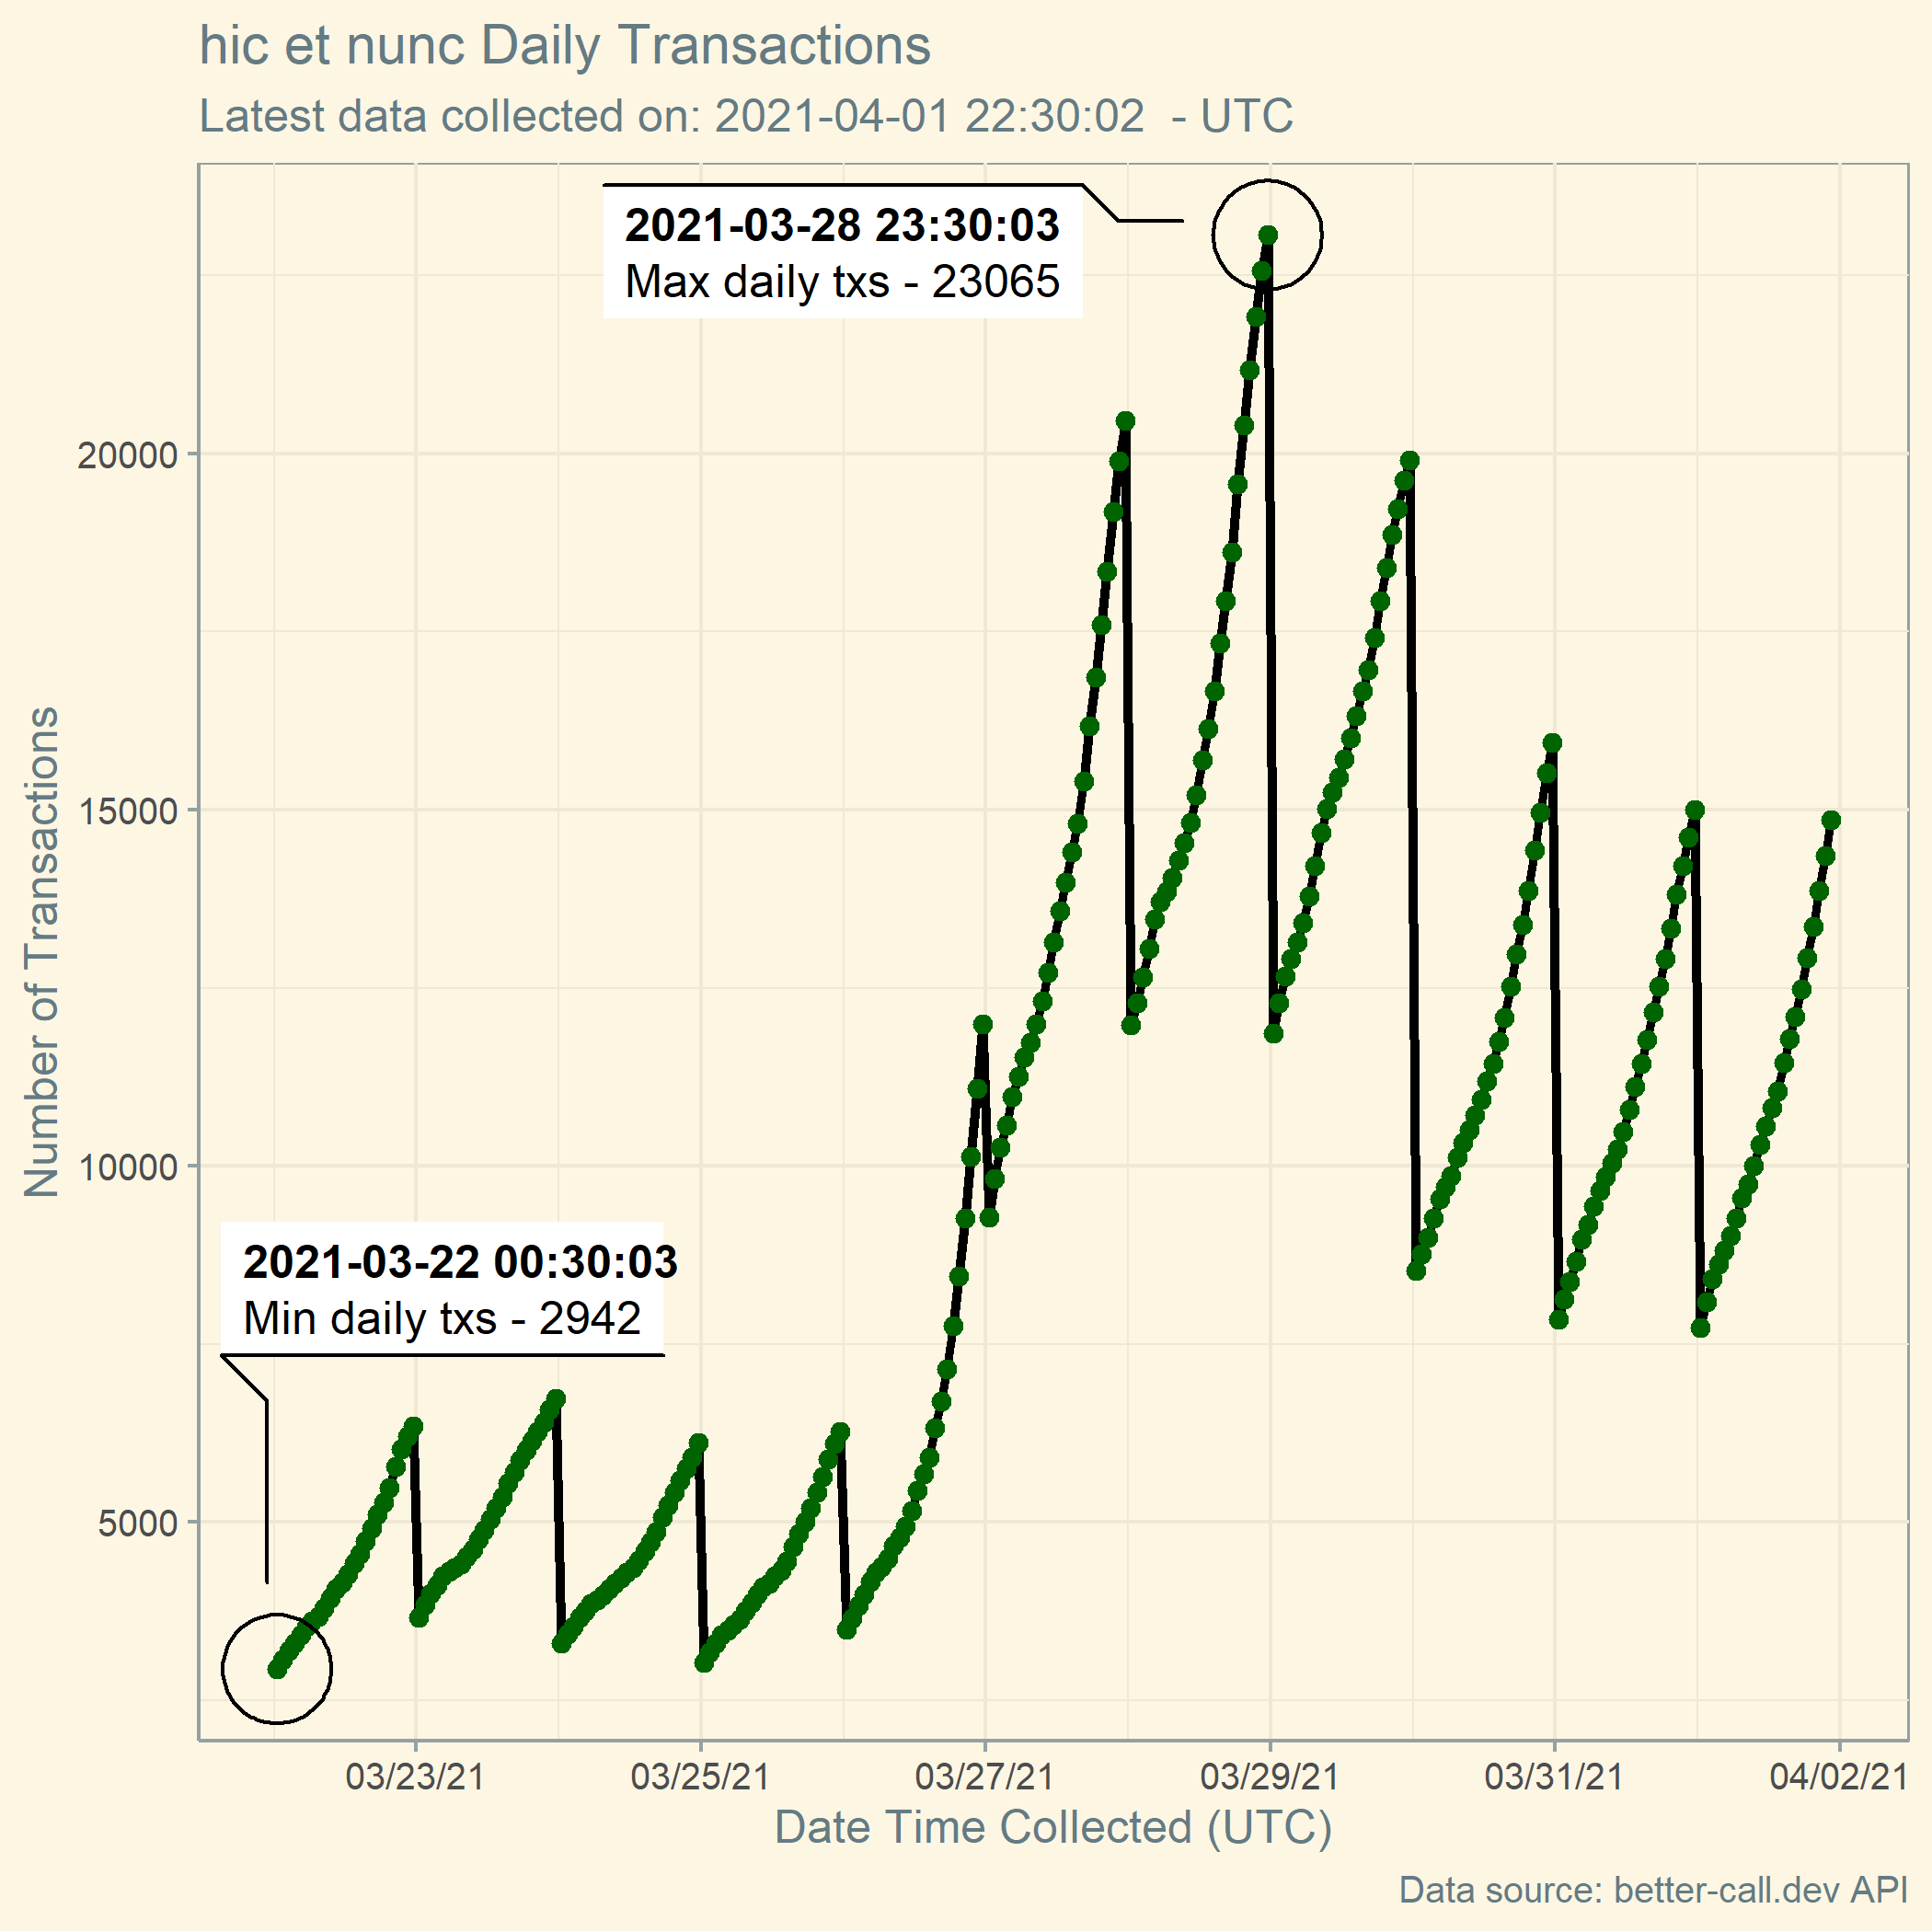 hic et nunc Daily Transactions
Latest data collected on: 2021-04-01 22:30:02  - UTC
2021-03-28 23:30:03
Max daily txs - 23065
20000
15000
Number of Transactions
10000
2021-03-22 00:30:03
Min daily txs - 2942
5000
03/23/21 03/25/21 03/27/21 03/29/21 03/31/21 04/02/21
Date Time Collected (UTC)
Data source: better-call.dev API